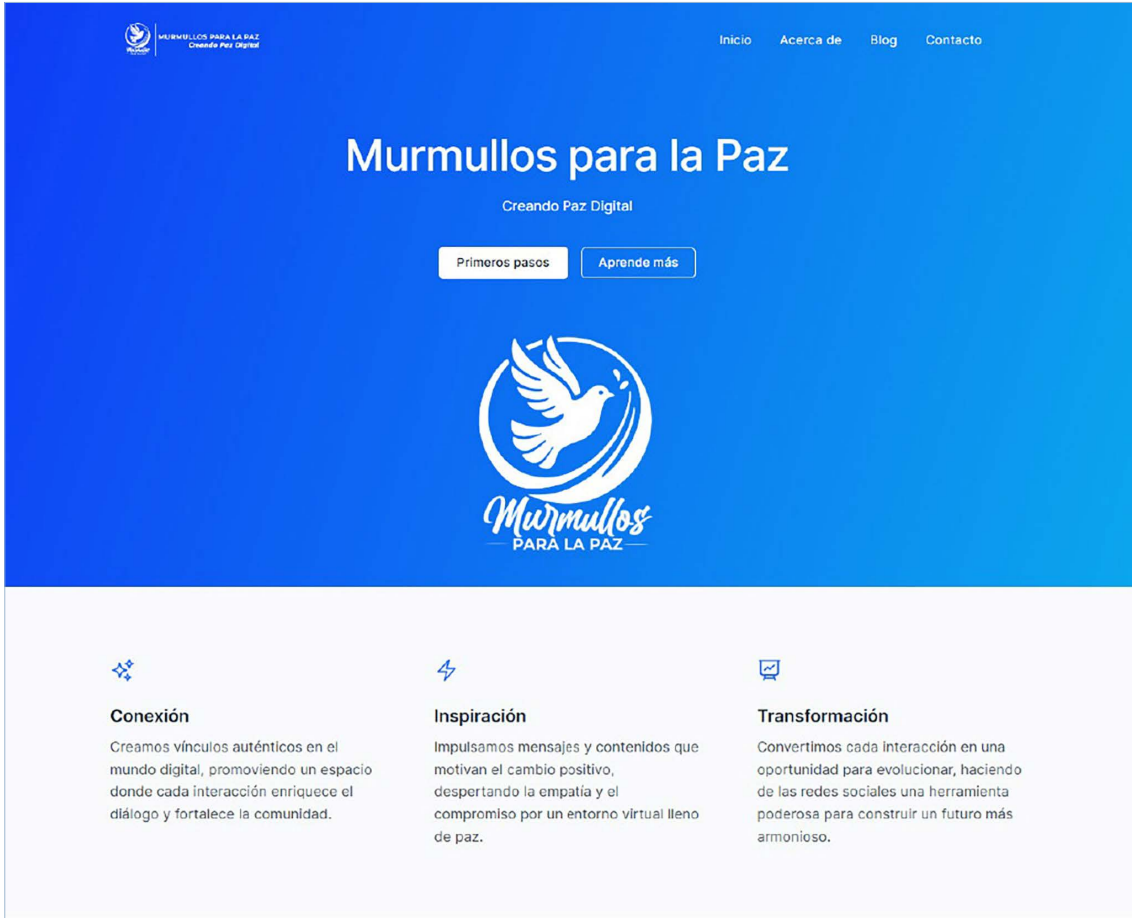 MURMULLOS PARA LA PAZ
Creando Paz Digital
Inicio Acerca de Blog Contacto
Murmullos para la Paz
Creando Paz Digital
Primeros pasos Aprende más
Murmullos
PARA LA PAZ
Conexión
Creamos vínculos auténticos en el
mundo digital, promoviendo un espacio
donde cada interacción enriquece el
diálogo y fortalece la comunidad.
Inspiración
Impulsamos mensajes y contenidos que
motivan el cambio positivo,
despertando la empatía y el
compromiso por un entorno virtual lleno
de paz.
Transformación
Convertimos cada interacción en una
oportunidad para evolucionar, haciendo
de las redes sociales una herramienta
poderosa para construir un futuro más
armonioso.